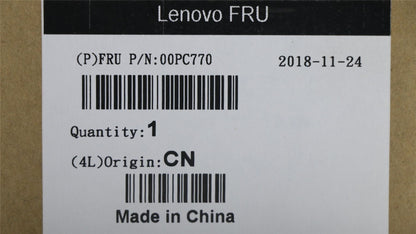 Lenovo FRU
(P)FRU P/N:00PC770 2018-11-24
Quantity:1
(4L)Origin:CN
Made in China